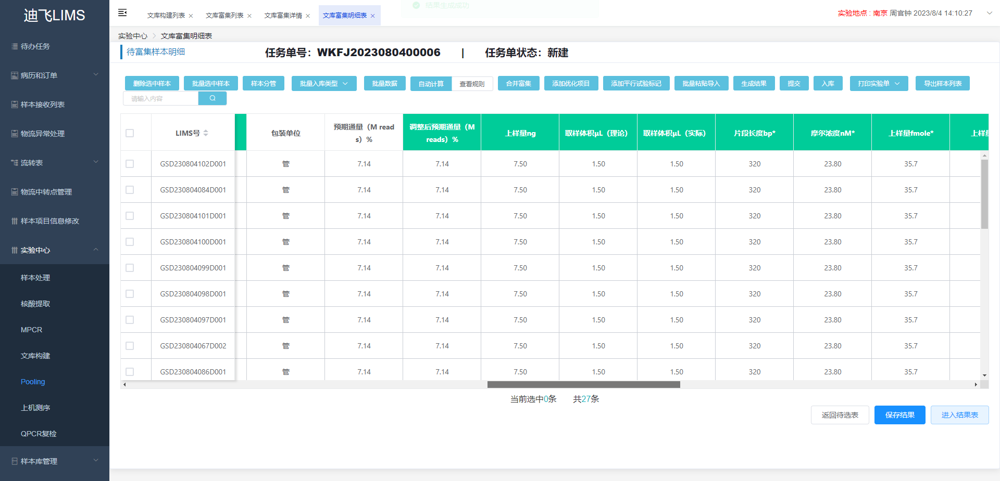 迪飞LIMS
待办任务
病历和订单
样本接收列表
物流异常处理
流转表
物流中转点管理
样本项目信息修改
实验中心
样本处理
核酸提取
MPCR
文库构建
Pooling
上机测序
QPCR复检
样本库管理
文库构建列表 文库富集列表 文库富集详情 文库富集明细表
结果生成成功
实验地点 : 南京 周官钟 2023/8/4 14:10:27
实验中心 文库富集明细表
待富集样本明细 任务单号：WKFJ2023080400006 | 任务单状态：新建
删除选中样本 批量选中样本 样本分管 批量入库类型 批量数据 自动计算 查看规则 合并富集 添加优化项目 添加平行试验标记 批量粘贴导入 生成结果 提交 入库 打印实验单 导出样本列表
请输入内容
LIMS号 包装单位 预期通量（M reads）% 调整后预期通量（M reads）% 上样量ng 取样体积μL（理论） 取样体积μL（实际） 片段长度bp* 摩尔浓度nM* 上样量fmole* 上样
GSD230804102D001 管 7.14 7.14 7.50 1.50 1.50 320 23.80 35.7
GSD230804084D001 管 7.14 7.14 7.50 1.50 1.50 320 23.80 35.7
GSD230804101D001 管 7.14 7.14 7.50 1.50 1.50 320 23.80 35.7
GSD230804100D001 管 7.14 7.14 7.50 1.50 1.50 320 23.80 35.7
GSD230804099D001 管 7.14 7.14 7.50 1.50 1.50 320 23.80 35.7
GSD230804098D001 管 7.14 7.14 7.50 1.50 1.50 320 23.80 35.7
GSD230804097D001 管 7.14 7.14 7.50 1.50 1.50 320 23.80 35.7
GSD230804067D002 管 7.14 7.14 7.50 1.50 1.50 320 23.80 35.7
GSD230804086D001 管 7.14 7.14 7.50 1.50 1.50 320 23.80 35.7
当前选中0条 共27条
返回待选表 保存结果 进入结果表